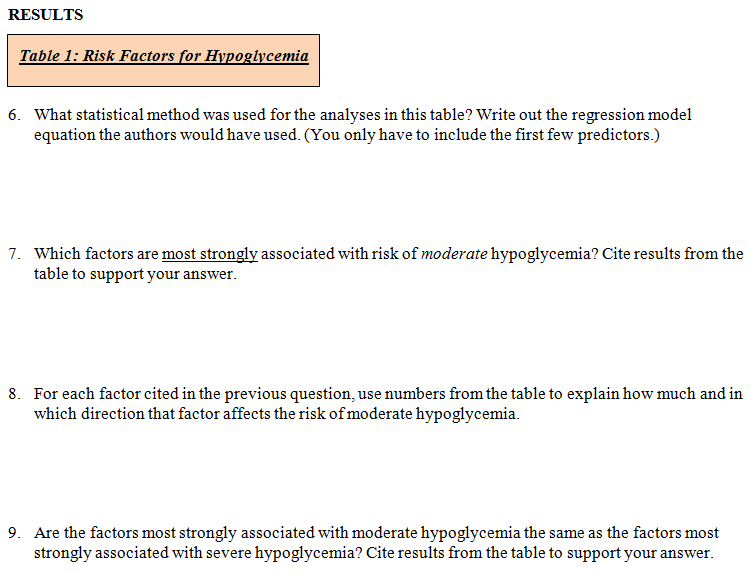 RESULTS
Table 1: Risk Factors for Hypoglycemia
6. What statistical method was used for the analyses in this table? Write out the regression model
equation the authors would have used. (You only have to include the first few predictors.)
7. Which factors are most strongly associated with risk of moderate hypoglycemia? Cite results from the
table to support your answer.
8. For each factor cited in the previous question, use numbers from the table to explain how much and in
which direction that factor affects the risk of moderate hypoglycemia.
9. Are the factors most strongly associated with moderate hypoglycemia the same as the factors most
strongly associated with severe hypoglycemia? Cite results from the table to support your answer.